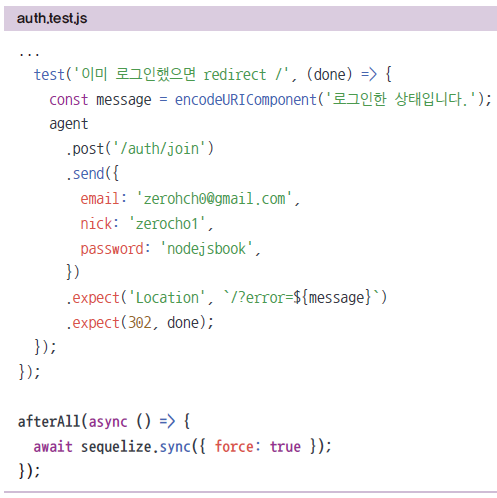 auth.test.js
...
  test('이미 로그인했으면 redirect /', (done) => {
    const message = encodeURIComponent('로그인한 상태입니다.');
    agent
      .post('/auth/join')
      .send({
        email: 'zerohch0@gmail.com',
        nick: 'zerocho1',
        password: 'nodejsbook',
      })
      .expect('Location', `/?error=${message}`)
      .expect(302, done);
  });
});

afterAll(async () => {
  await sequelize.sync({ force: true });
});